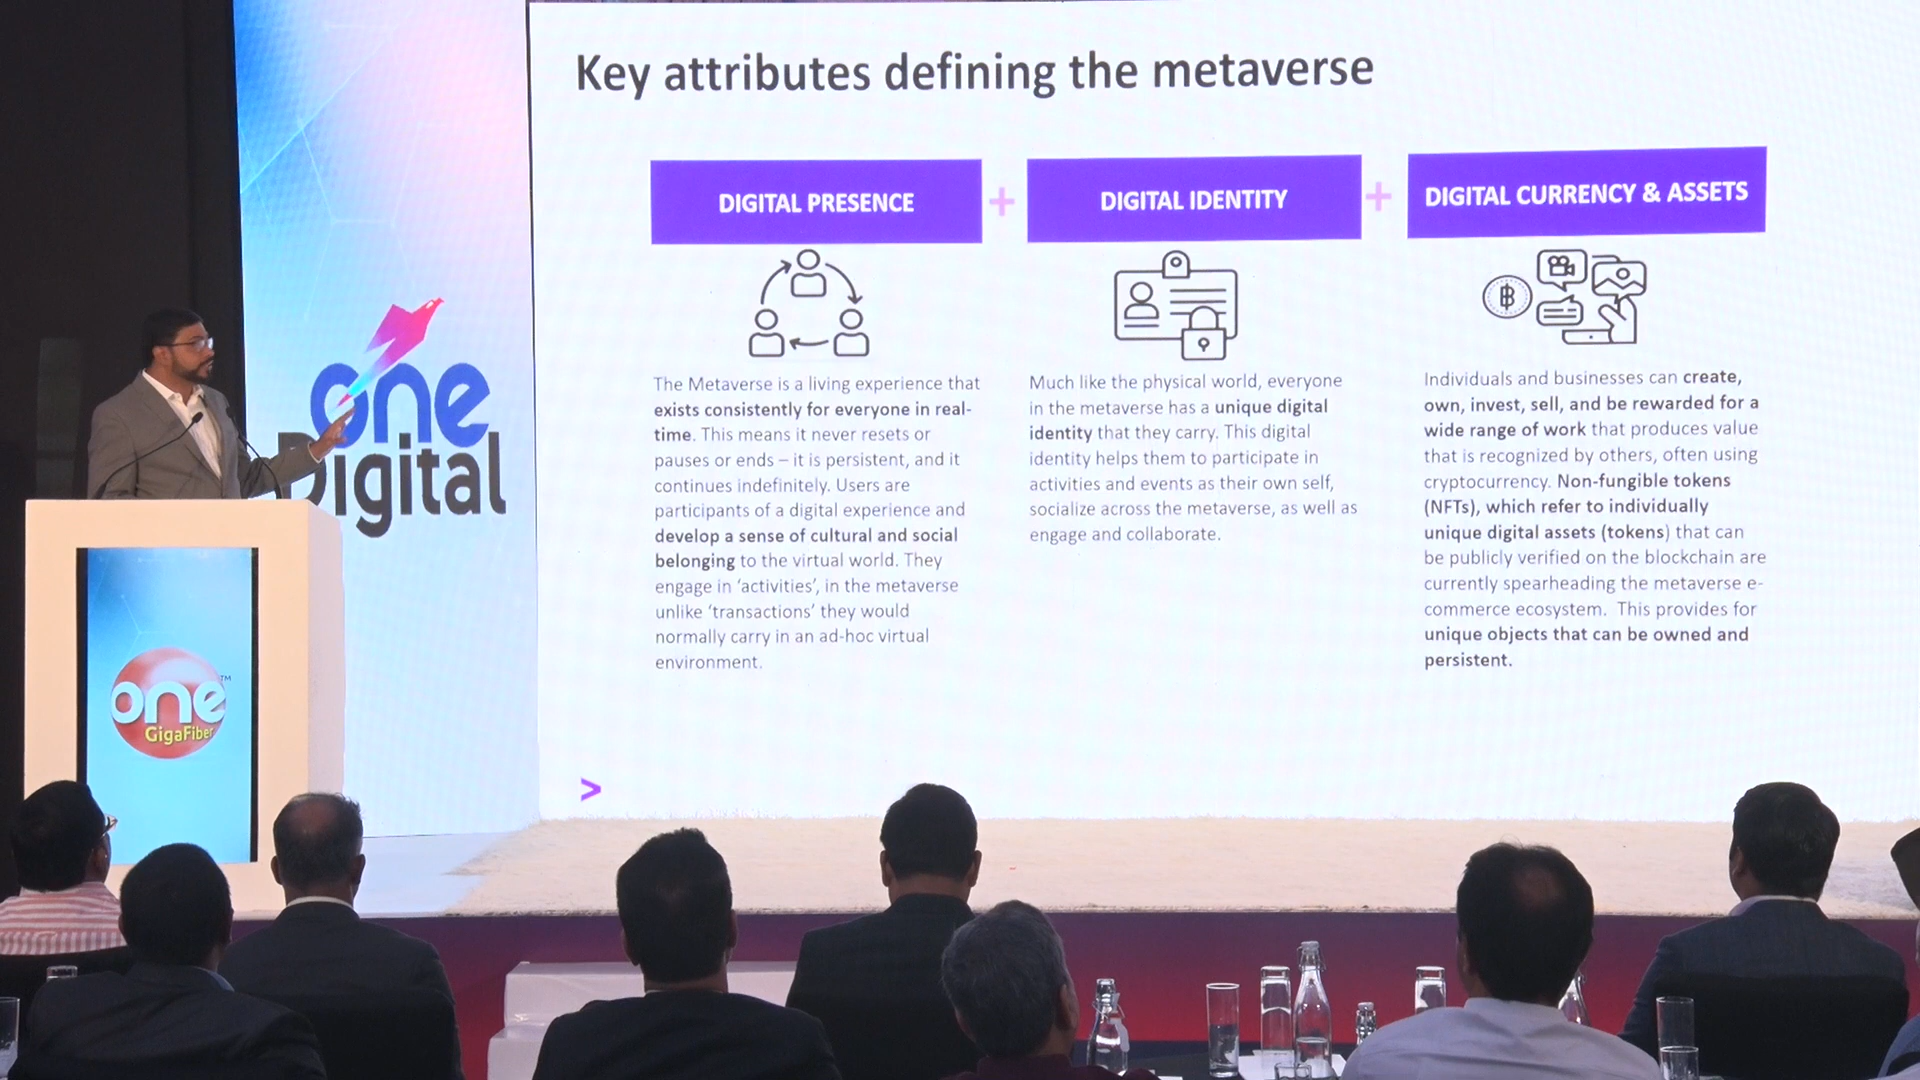 Key attributes defining the metaverse
DIGITAL PRESENCE
+
DIGITAL IDENTITY
+
DIGITAL CURRENCY & ASSETS
The Metaverse is a living experience that
exists consistently for everyone in real-
time. This means it never resets or
pauses or ends – it is persistent, and it
continues indefinitely. Users are
participants of a digital experience and
develop a sense of cultural and social
belonging to the virtual world. They
engage in ‘activities’, in the metaverse
unlike ‘transactions’ they would
normally carry in an ad-hoc virtual
environment.
Much like the physical world, everyone
in the metaverse has a unique digital
identity that they carry. This digital
identity helps them to participate in
activities and events as their own self,
socialize across the metaverse, as well as
engage and collaborate.
Individuals and businesses can create,
own, invest, sell, and be rewarded for a
wide range of work that produces value
that is recognized by others, often using
cryptocurrency. Non-fungible tokens
(NFTs), which refer to individually
unique digital assets (tokens) that can
be publicly verified on the blockchain are
currently spearheading the metaverse e-
commerce ecosystem. This provides for
unique objects that can be owned and
persistent.
>
one
Digital
one™
GigaFiber